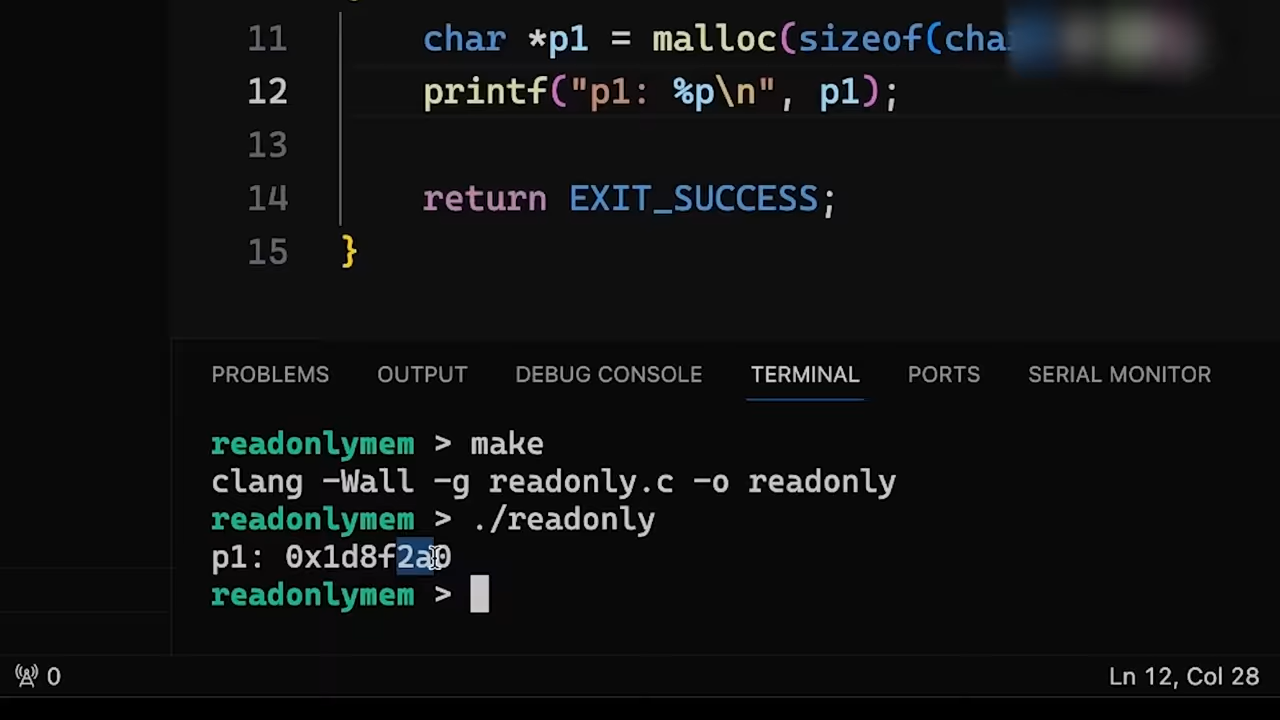 11 char *p1 = malloc(sizeof(cha
12 printf("p1: %p\n", p1);
13
14 return EXIT_SUCCESS;
15 }
PROBLEMS OUTPUT DEBUG CONSOLE TERMINAL PORTS SERIAL MONITOR
readonlymem > make
clang -Wall -g readonly.c -o readonly
readonlymem > ./readonly
p1: 0x1d8f2a0
readonlymem >
0 Ln 12, Col 28